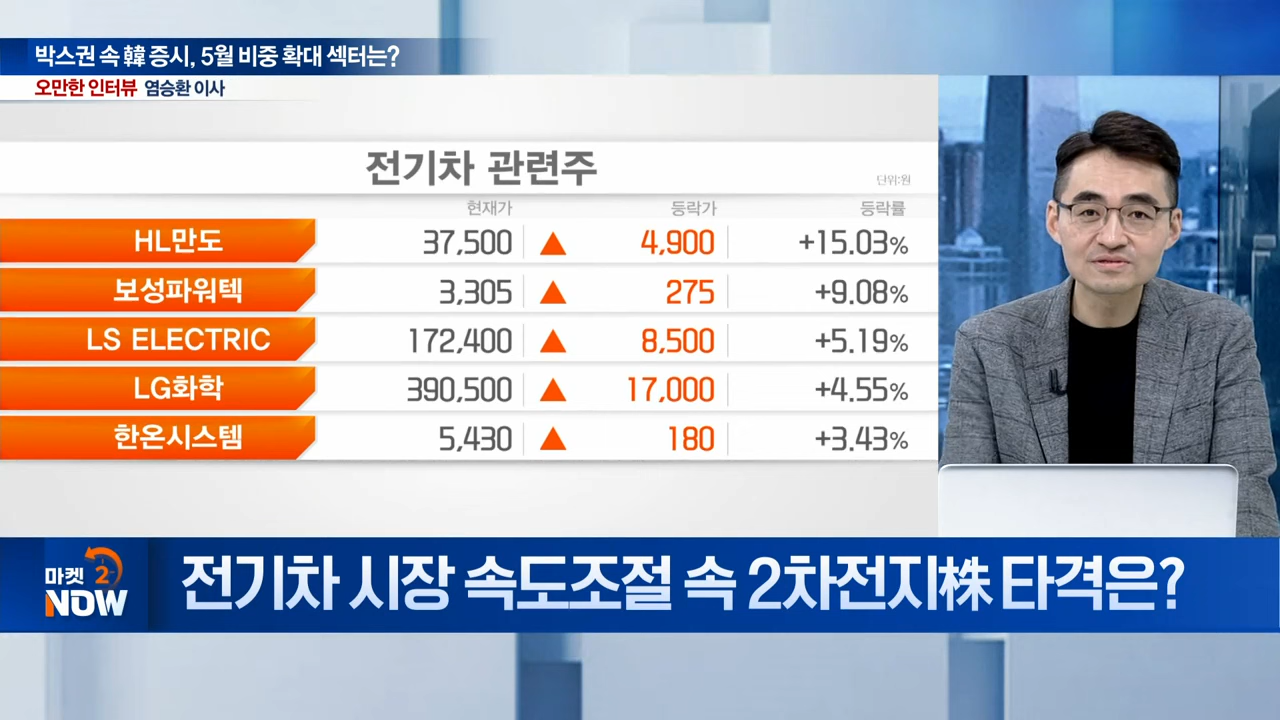 박스권 속 韓 증시, 5월 비중 확대 섹터는?
오만한 인터뷰 염승환 이사
전기차 관련주
단위:원
현재가 등락가 등락률
HL만도 37,500 ▲ 4,900 +15.03%
보성파워텍 3,305 ▲ 275 +9.08%
LS ELECTRIC 172,400 ▲ 8,500 +5.19%
LG화학 390,500 ▲ 17,000 +4.55%
한온시스템 5,430 ▲ 180 +3.43%
마켓 2
NOW
전기차 시장 속도조절 속 2차전지株 타격은?